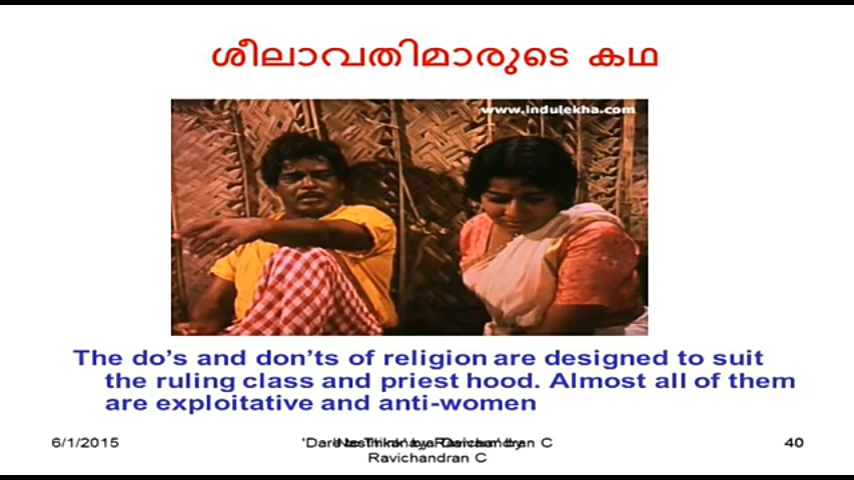 ശീലാവതിമാരുടെ കഥ
www.indulekha.com
The do's and don'ts of religion are designed to suit
the ruling class and priest hood. Almost all of them
are exploitative and anti-women
6/1/2015
Ravichandran C
40